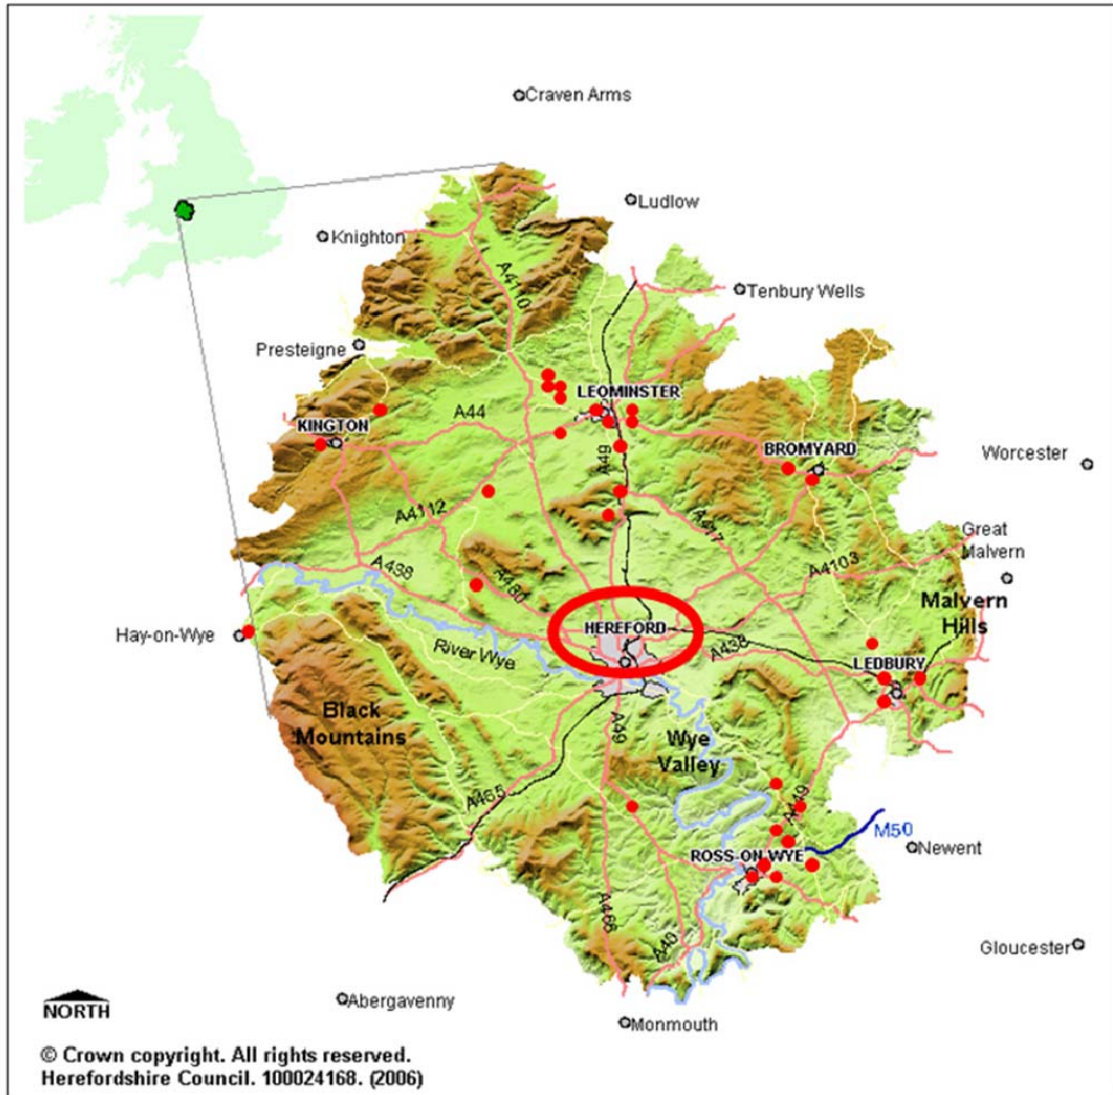 Craven Arms
Ludlow
Knighton
A4110
Tenbury Wells
Presteigne
LEOMINSTER
A44
KINGTON
BROMYARD
Worcester
A49
A4112
A417
Great
Malvern
A438
A480
A4103
Malvern
Hills
HEREFORD
Hay-on-Wye
River Wye
A438
LEDBURY
Black
Mountains
A49
Wye
Valley
A465
A449
M50
Newent
ROSS-ON-WYE
A466
A40
Gloucester
Abergavenny
Monmouth
NORTH
© Crown copyright. All rights reserved.
Herefordshire Council. 100024168. (2006)